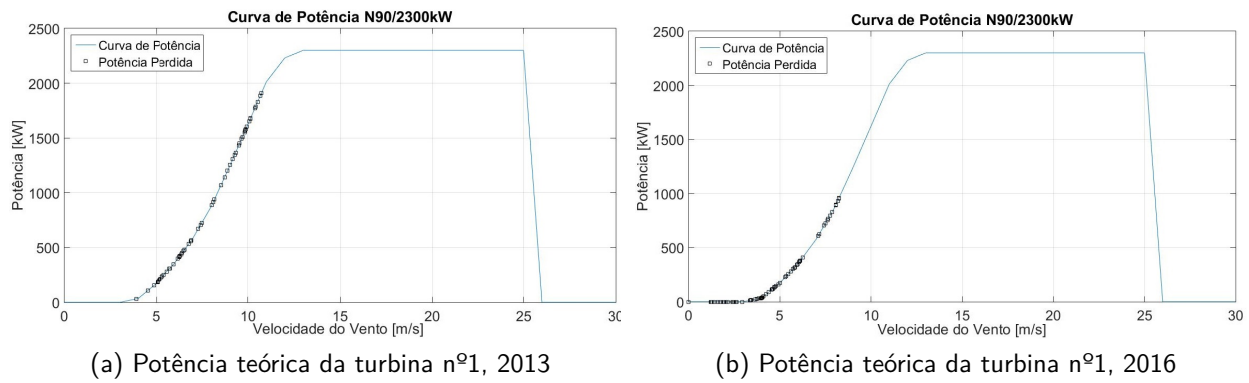 Curva de Potência N90/2300kW
2500
2000
1500
1000
500
0
Potência [kW]
Curva de Potência
Potência Perdida
0 5 10 15 20 25 30
Velocidade do Vento [m/s]
(a) Potência teórica da turbina nº1, 2013
Curva de Potência N90/2300kW
2500
2000
1500
1000
500
0
Potência [kW]
Curva de Potência
Potência Perdida
0 5 10 15 20 25 30
Velocidade do Vento [m/s]
(b) Potência teórica da turbina nº1, 2016